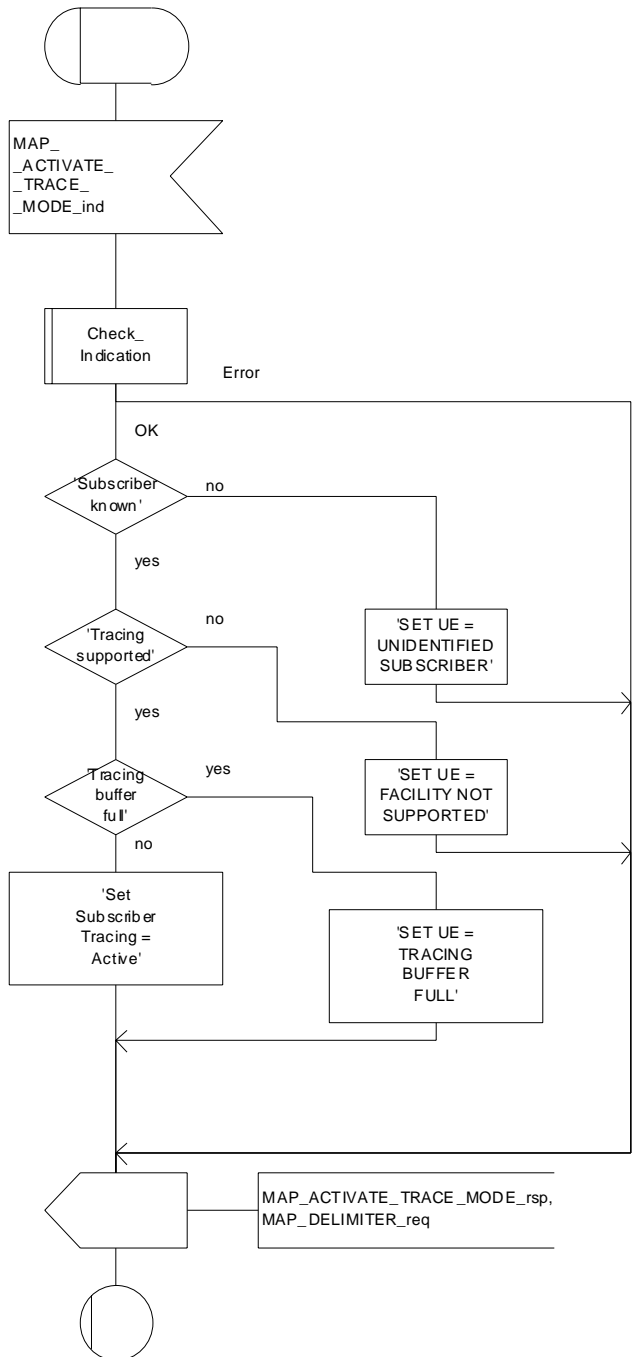 MAP_
_ACTIVATE_
_TRACE_
_MODE_ind
Check_
Indication
Error
OK
'Subscriber
known'
no
yes
'Tracing
supported'
no
'SET UE =
UNIDENTIFIED
SUBSCRIBER'
yes
'Tracing
buffer
full'
yes
'SET UE =
FACILITY NOT
SUPPORTED'
no
'Set
Subscriber
Tracing =
Active'
'SET UE =
TRACING
BUFFER
FULL'
MAP_ACTIVATE_TRACE_MODE_rsp,
MAP_DELIMITER_req